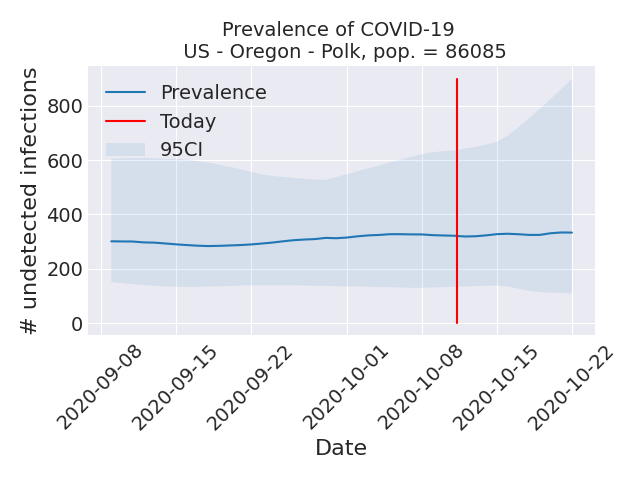 Prevalence of COVID-19
US - Oregon - Polk, pop. = 86085
# undetected infections
800
600
400
200
0
Prevalence
Today
95CI
2020-09-08
2020-09-15
2020-09-22
2020-10-01
2020-10-08
2020-10-15
2020-10-22
Date